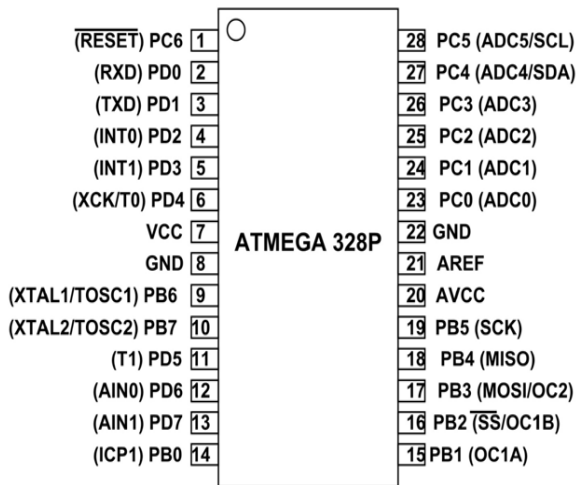 (RESET) PC6 1
(RXD) PD0 2
(TXD) PD1 3
(INT0) PD2 4
(INT1) PD3 5
(XCK/T0) PD4 6
VCC 7
GND 8
(XTAL1/TOSC1) PB6 9
(XTAL2/TOSC2) PB7 10
(T1) PD5 11
(AIN0) PD6 12
(AIN1) PD7 13
(ICP1) PB0 14
ATMEGA 328P
28 PC5 (ADC5/SCL)
27 PC4 (ADC4/SDA)
26 PC3 (ADC3)
25 PC2 (ADC2)
24 PC1 (ADC1)
23 PC0 (ADC0)
22 GND
21 AREF
20 AVCC
19 PB5 (SCK)
18 PB4 (MISO)
17 PB3 (MOSI/OC2)
16 PB2 (SS/OC1B)
15 PB1 (OC1A)